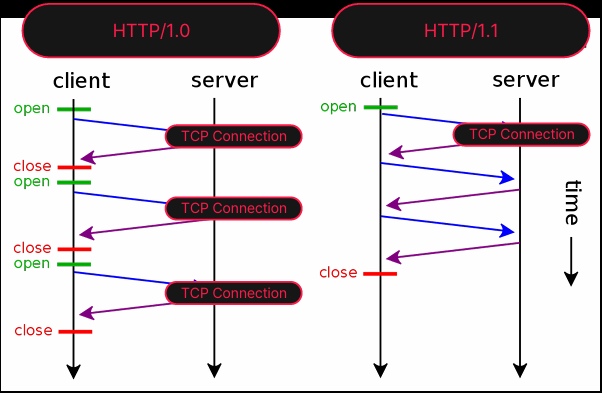 HTTP/1.0
HTTP/1.1
client
server
client
server
open
TCP Connection
close
open
TCP Connection
close
open
TCP Connection
close
open
TCP Connection
close
time